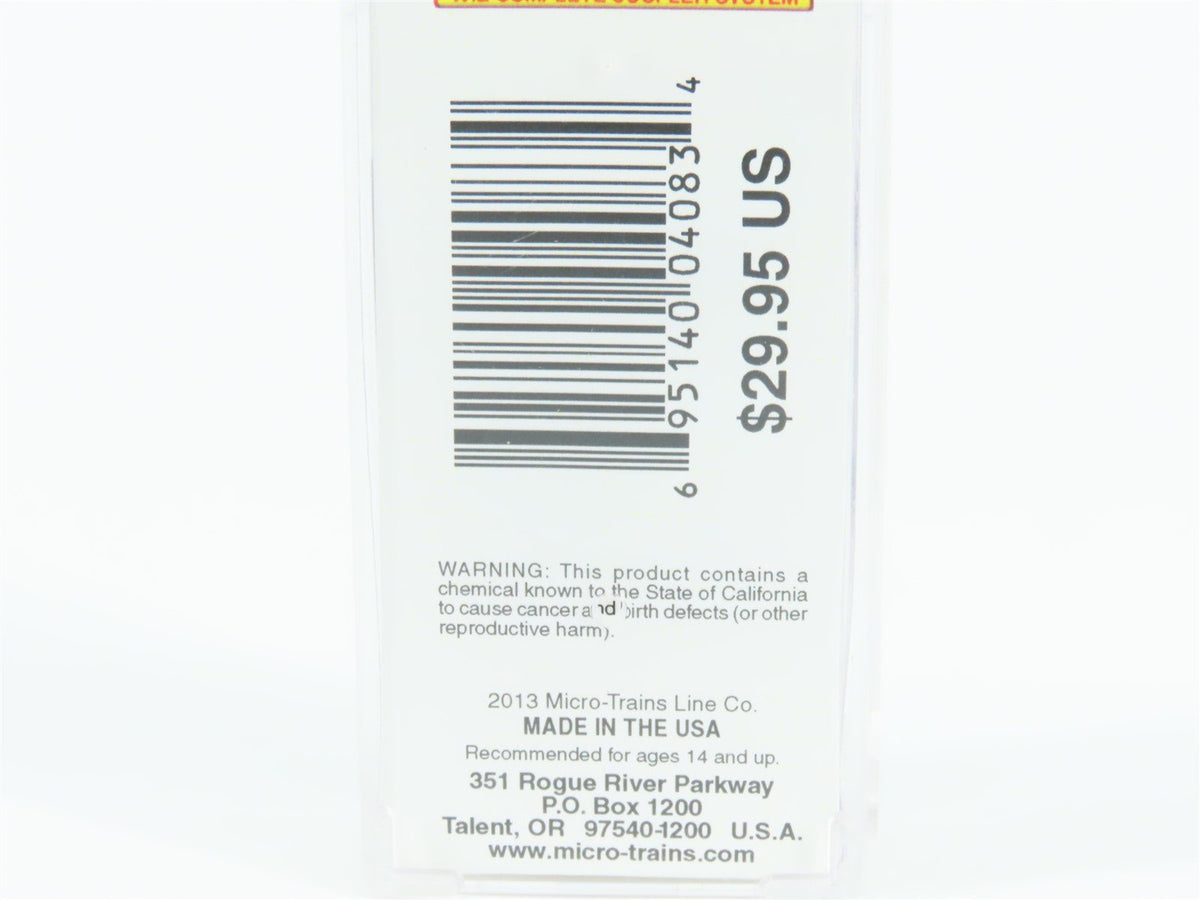 COMPLETE COUPLER SYSTEM
6 95140 04083 4
$29.95 US
WARNING: This product contains a
chemical known to the State of California
to cause cancer and birth defects (or other
reproductive harm).
2013 Micro-Trains Line Co.
MADE IN THE USA
Recommended for ages 14 and up.
351 Rogue River Parkway
P.O. Box 1200
Talent, OR 97540-1200 U.S.A.
www.micro-trains.com